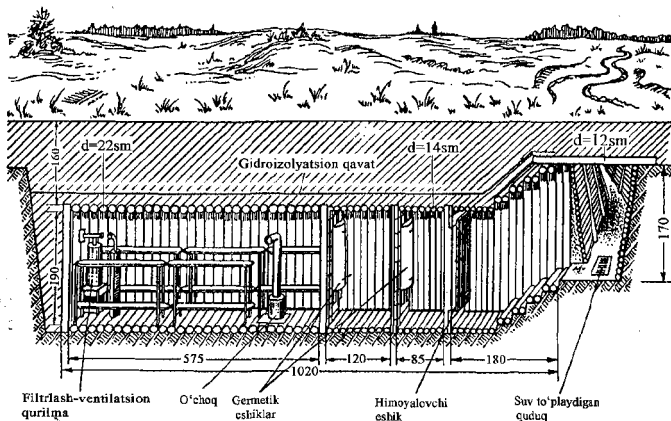 d=22sm
Gidroizolyatsion qavat
d=14sm
d=12sm
160
190
170
575
120
85
180
1020
Filtrlash-ventilatsion
qurilma
O‘choq
Germetik
eshiklar
Himoyalovchi
eshik
Suv to‘playdigan
quduq